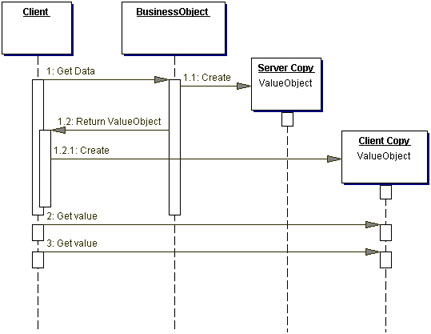 Client
BusinessObject
Server Copy
ValueObject
1: Get Data
1.1: Create
1.2: Return ValueObject
Client Copy
ValueObject
1.2.1: Create
2: Get value
3: Get value